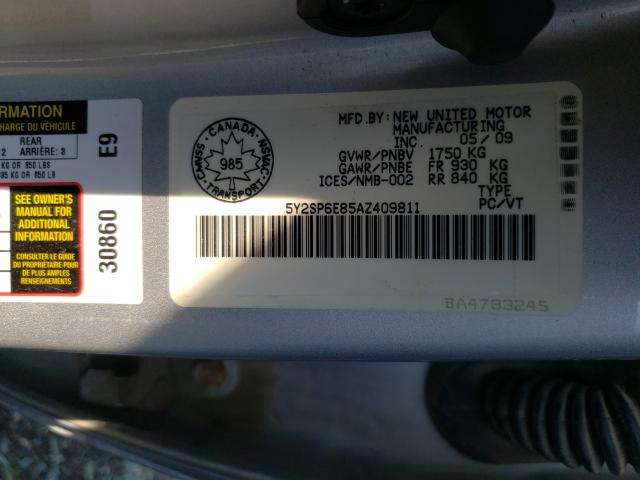 ORMATION
HARGE DU VÉHICULE
REAR
2 ARRIÈRE: 3
KG OR 850 LBS
KG OR 850 LB
SEE OWNER'S
MANUAL FOR
ADDITIONAL
INFORMATION
CONSULTER LE GUIDE
DU PROPRIÉTAIRE POUR
DE PLUS AMPLES
RENSEIGNEMENTS
E9
30860
CANADA
CMVSS NSVAC
985
TRANSPORT
MFD.BY: NEW UNITED MOTOR
MANUFACTURING
INC. 05/09
GVWR/PNBV 1750 KG
GAWR/PNBE FR 930 KG
ICES/NMB-002 RR 840 KG
TYPE
PC/VT
5Y2SP6E85AZ409811
BA4783245